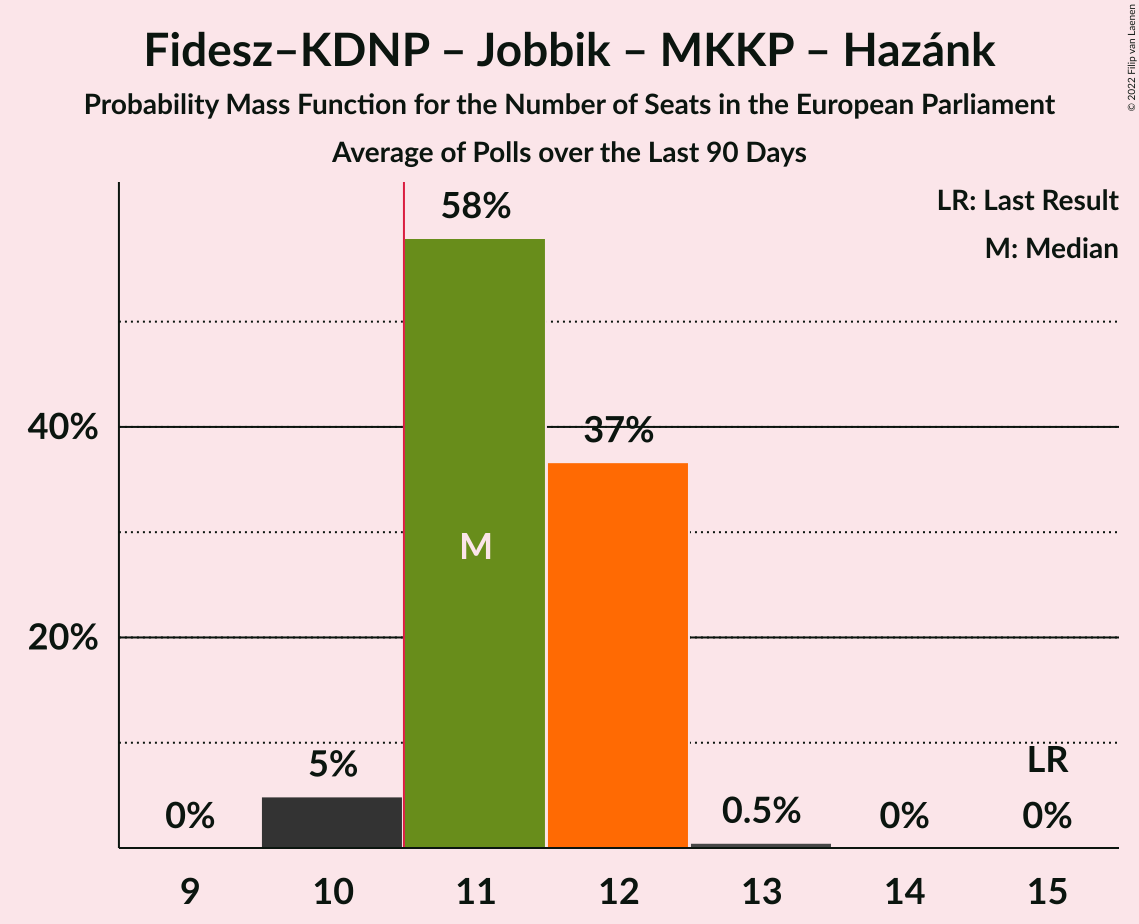 Fidesz–KDNP – Jobbik – MKKP – Hazánk
Probability Mass Function for the Number of Seats in the European Parliament
Average of Polls over the Last 90 Days
© 2022 Filip van Laenen
LR: Last Result
M: Median
58%
40%
37%
M
20%
5%
LR
0%
0.5%
0%
0%
9
10
11
12
13
14
15